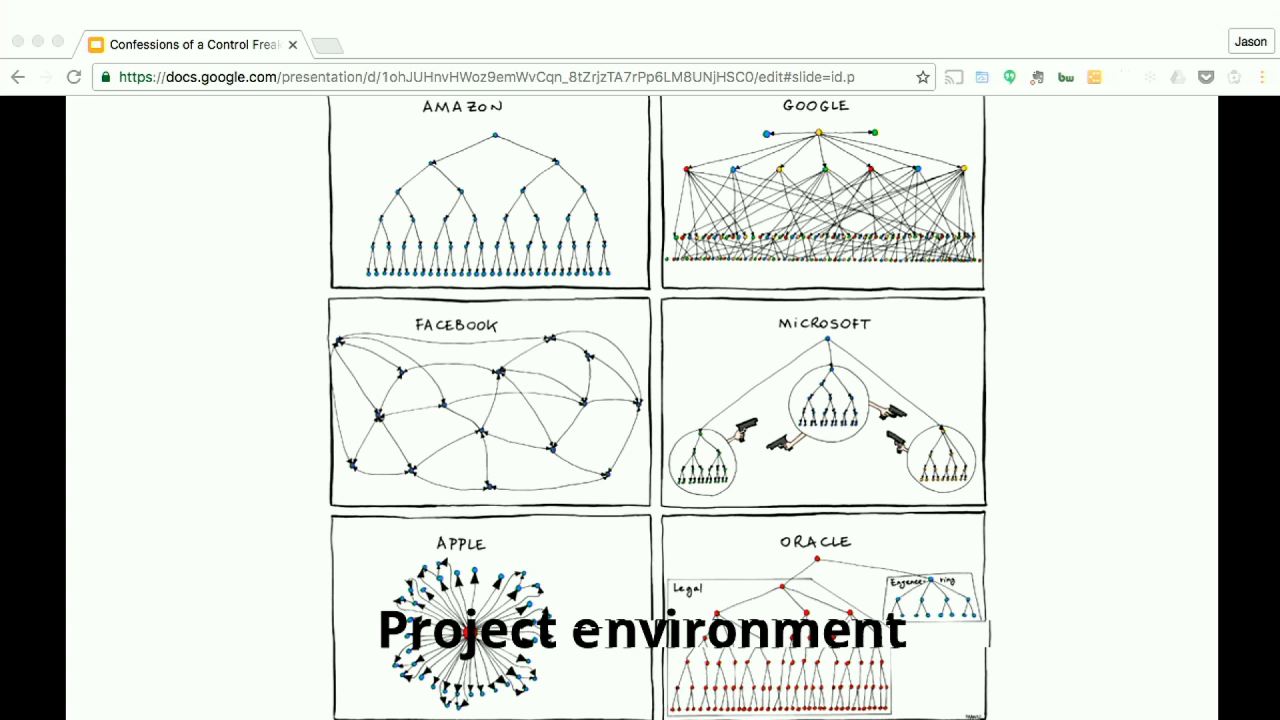 Confessions of a Control Freak
Jason
https://docs.google.com/presentation/d/1ohJUHnvHWoz9emWvCqn_8tZrjzTA7rPp6LM8UNjHSC0/edit#slide=id.p
bw
AMAZON
GOOGLE
FACEBOOK
MICROSOFT
APPLE
ORACLE
Legal
Project environment